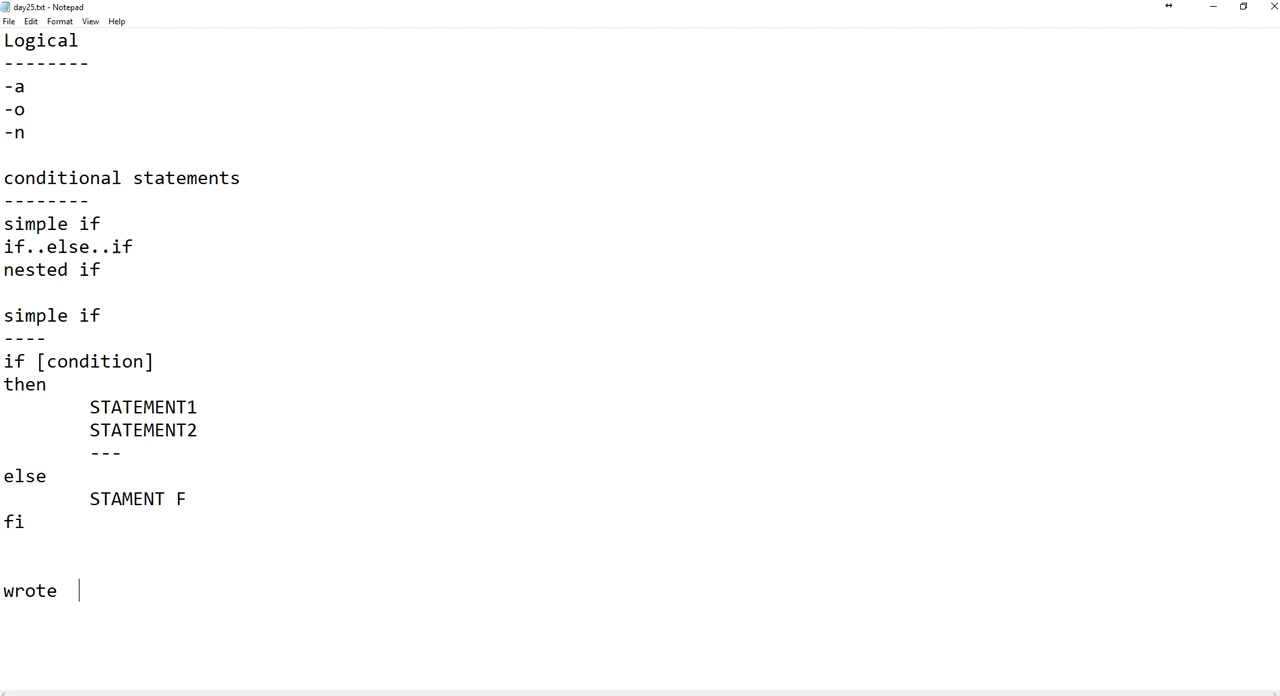 day25.txt - Notepad
File Edit Format View Help
Logical
--------
-a
-o
-n
conditional statements
--------
simple if
if..else..if
nested if
simple if
----
if [condition]
then
STATEMENT1
STATEMENT2
---
else
STAMENT F
fi
wrote